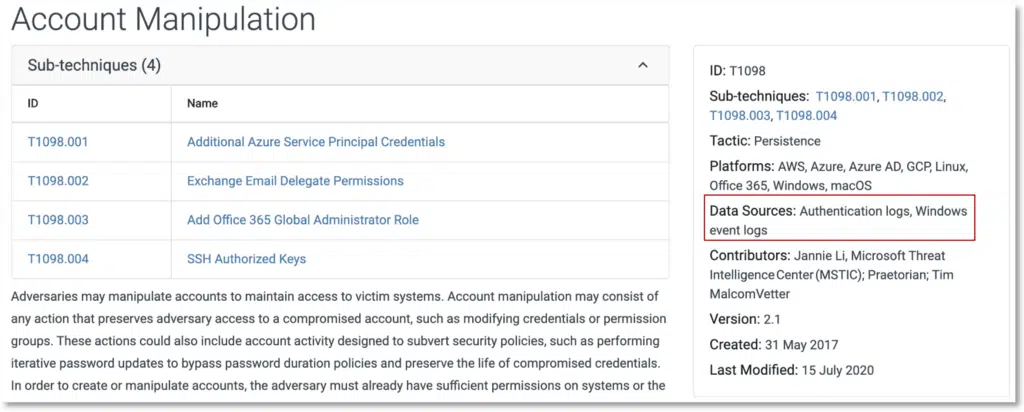 Account Manipulation
Sub-techniques (4)
ID Name
T1098.001 Additional Azure Service Principal Credentials
T1098.002 Exchange Email Delegate Permissions
T1098.003 Add Office 365 Global Administrator Role
T1098.004 SSH Authorized Keys
Adversaries may manipulate accounts to maintain access to victim systems. Account manipulation may consist of
any action that preserves adversary access to a compromised account, such as modifying credentials or permission
groups. These actions could also include account activity designed to subvert security policies, such as performing
iterative password updates to bypass password duration policies and preserve the life of compromised credentials.
In order to create or manipulate accounts, the adversary must already have sufficient permissions on systems or the
ID: T1098
Sub-techniques: T1098.001, T1098.002,
T1098.003, T1098.004
Tactic: Persistence
Platforms: AWS, Azure, Azure AD, GCP, Linux,
Office 365, Windows, macOS
Data Sources: Authentication logs, Windows
event logs
Contributors: Jannie Li, Microsoft Threat
Intelligence Center (MSTIC); Praetorian; Tim
MalcomVetter
Version: 2.1
Created: 31 May 2017
Last Modified: 15 July 2020